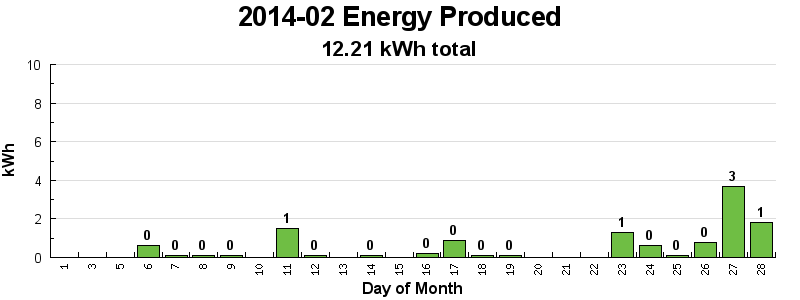 2014-02 Energy Produced
12.21 kWh total
kWh
10
8
6
4
2
0
0 0 0 0 1 0 0 0 0 0 0 1 0 0 0 3 1
1 3 5 6 7 8 9 10 11 12 13 14 15 16 17 18 19 20 21 22 23 24 25 26 27 28
Day of Month